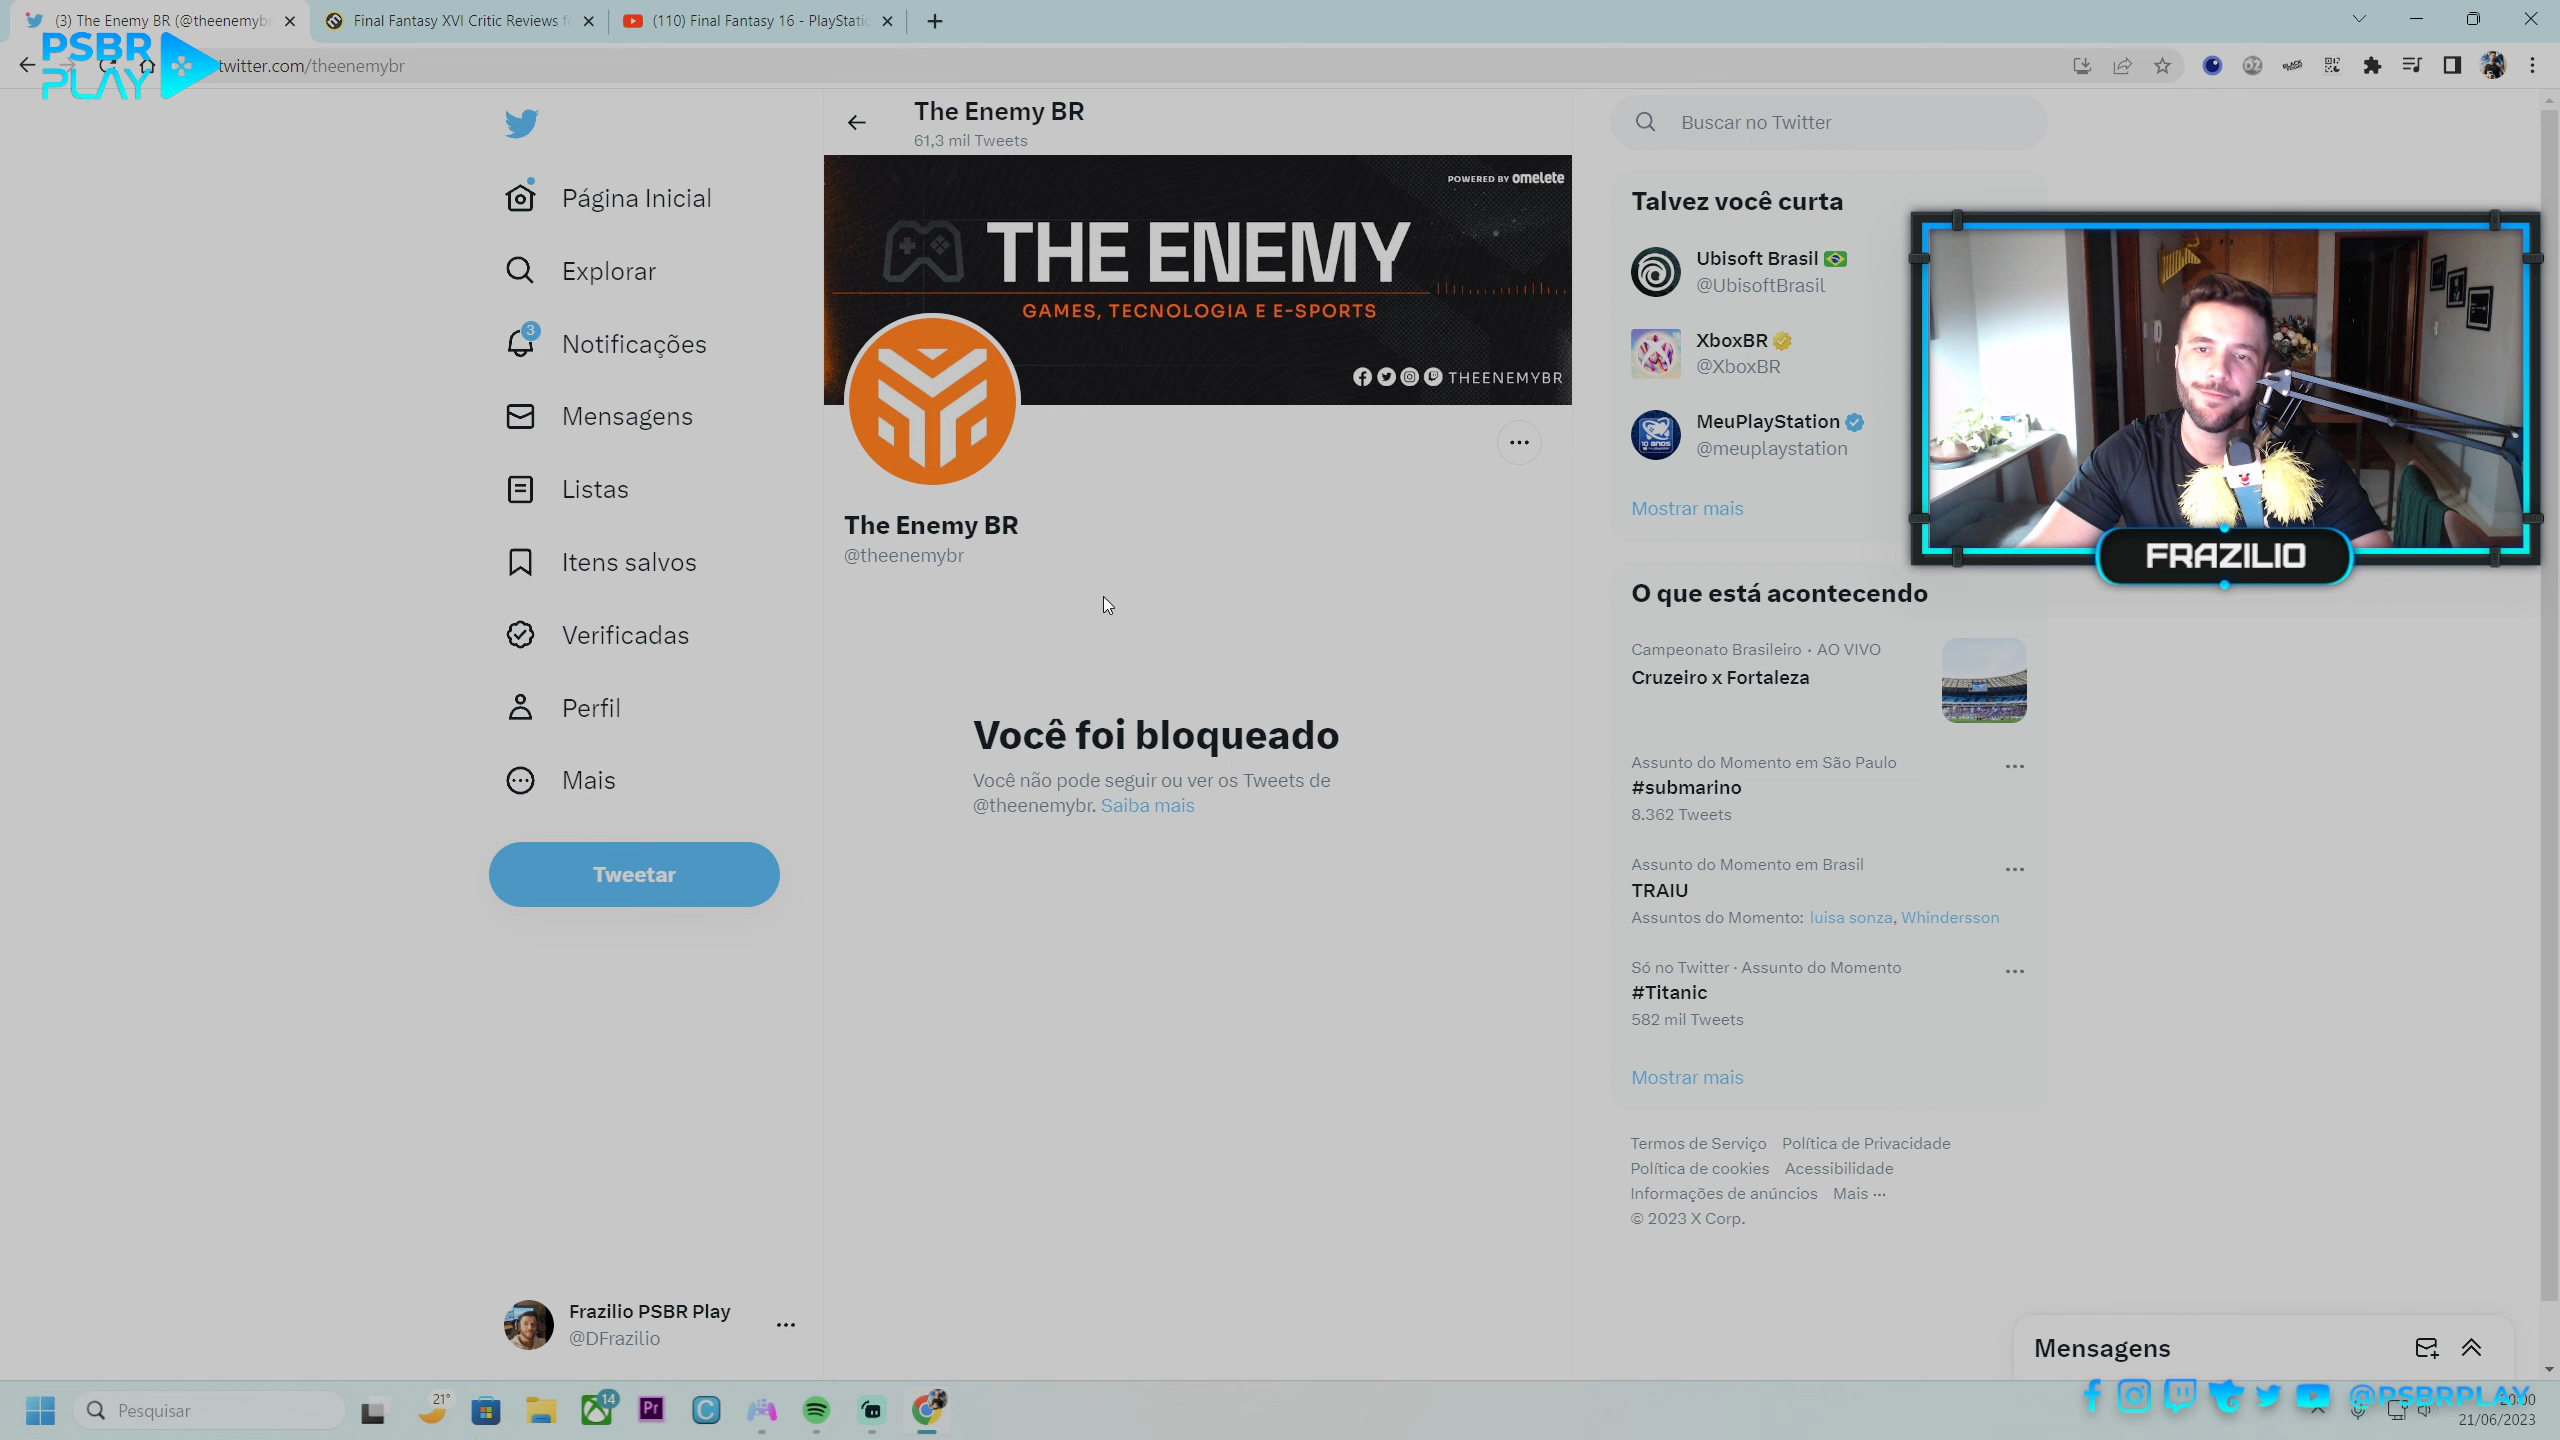 (3) The Enemy BR (@theenemybr
Final Fantasy XVI Critic Reviews f
(110) Final Fantasy 16 - PlayStatio
PSBR
PLAY
twitter.com/theenemybr
The Enemy BR
61,3 mil Tweets
POWERED BY omelete
THE ENEMY
GAMES, TECNOLOGIA E E-SPORTS
THEENEMYBR
The Enemy BR
@theenemybr
Você foi bloqueado
Você não pode seguir ou ver os Tweets de
@theenemybr. Saiba mais
Página Inicial
Explorar
3
Notificações
Mensagens
Listas
Itens salvos
Verificadas
Perfil
Mais
Tweetar
Frazilio PSBR Play
@DFrazilio
Buscar no Twitter
Talvez você curta
Ubisoft Brasil
@UbisoftBrasil
XboxBR
@XboxBR
10 ANOS
MeuPlayStation
@meuplaystation
Mostrar mais
FRAZILIO
O que está acontecendo
Campeonato Brasileiro · AO VIVO
Cruzeiro x Fortaleza
Assunto do Momento em São Paulo
#submarino
8.362 Tweets
Assunto do Momento em Brasil
TRAIU
Assuntos do Momento: luisa sonza, Whindersson
Só no Twitter · Assunto do Momento
#Titanic
582 mil Tweets
Mostrar mais
Termos de Serviço Política de Privacidade
Política de cookies Acessibilidade
Informações de anúncios Mais ···
© 2023 X Corp.
Mensagens
Pesquisar
21°
14
Pr
@PSBRPLAY
20:00
21/06/2023